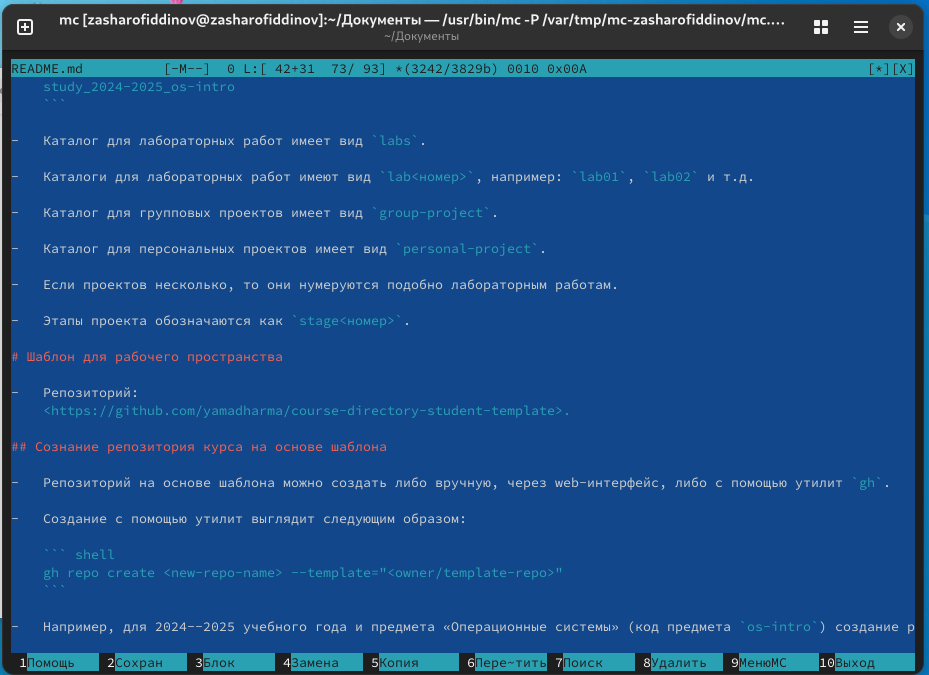 mc [zasharofiddinov@zasharofiddinov]:~/Документы — /usr/bin/mc -P /var/tmp/mc-zasharofiddinov/mc....
~/Документы
README.md [-M--] 0 L:[ 42+31 73/ 93] *(3242/3829b) 0010 0x00A [*][X]
study_2024-2025_os-intro
```
- Каталог для лабораторных работ имеет вид `labs`.
- Каталоги для лабораторных работ имеют вид `lab<номер>`, например: `lab01`, `lab02` и т.д.
- Каталог для групповых проектов имеет вид `group-project`.
- Каталог для персональных проектов имеет вид `personal-project`.
- Если проектов несколько, то они нумеруются подобно лабораторным работам.
- Этапы проекта обозначаются как `stage<номер>`.
# Шаблон для рабочего пространства
- Репозиторий:
<https://github.com/yamadharma/course-directory-student-template>.
## Сознание репозитория курса на основе шаблона
- Репозиторий на основе шаблона можно создать либо вручную, через web-интерфейс, либо с помощью утилит `gh`.
- Создание с помощью утилит выглядит следующим образом:
``` shell
gh repo create <new-repo-name> --template="<owner/template-repo>"
```
- Например, для 2024--2025 учебного года и предмета «Операционные системы» (код предмета `os-intro`) создание р
1Помощь 2Сохран 3Блок 4Замена 5Копия 6Пере~тить 7Поиск 8Удалить 9МенюМС 10Выход